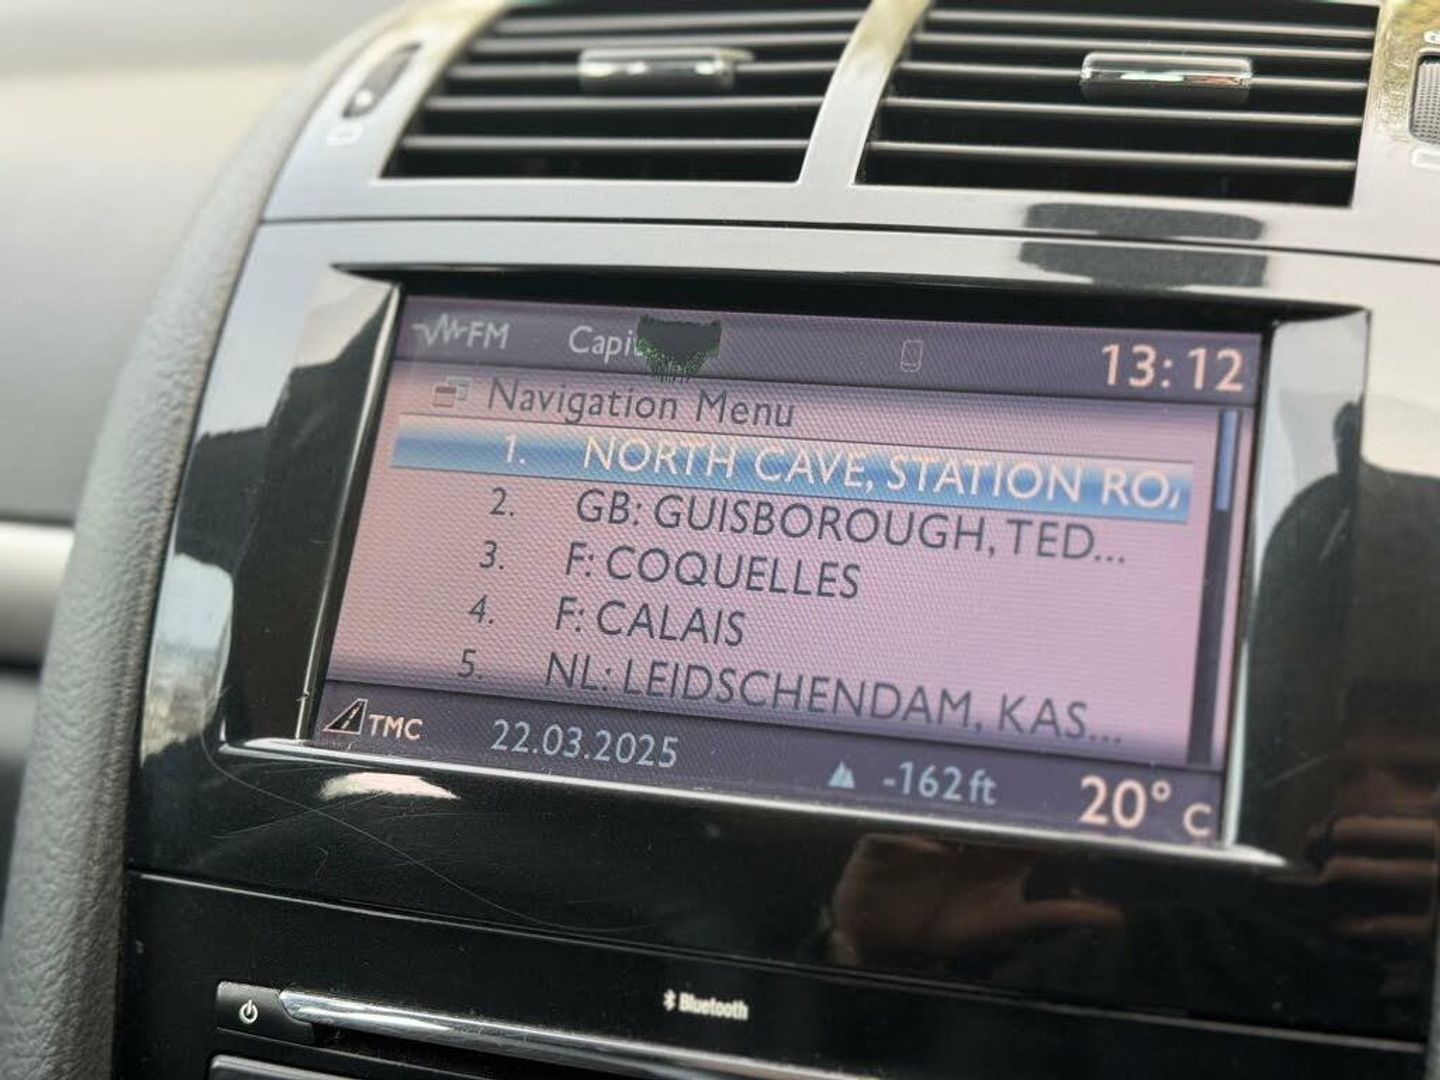 FM Capi 13:12
Navigation Menu
1. NORTH CAVE, STATION RO
2. GB: GUISBOROUGH, TED...
3. F: COQUELLES
4. F: CALAIS
5. NL: LEIDSCHENDAM, KAS...
TMC 22.03.2025 -162ft 20° C
Bluetooth